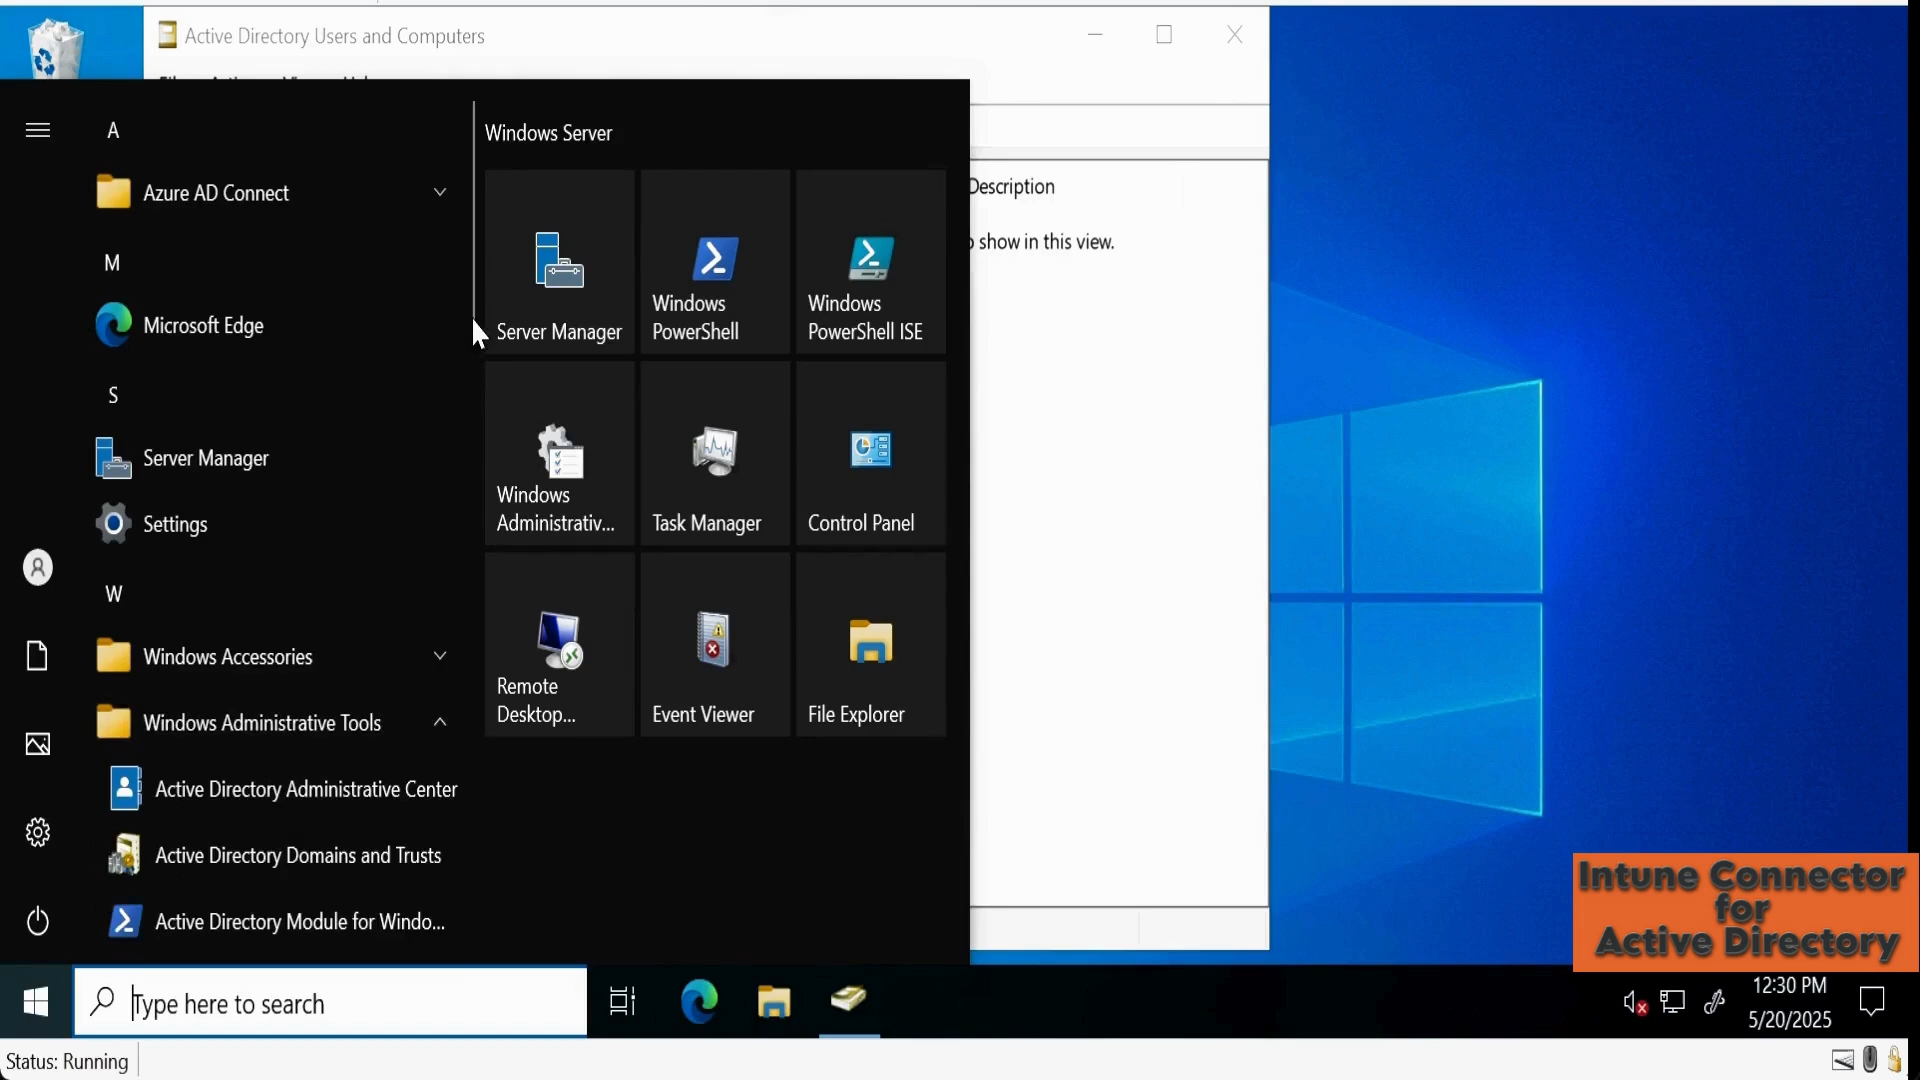 Active Directory Users and Computers
A
Windows Server
Azure AD Connect
Description
show in this view.
M
Microsoft Edge
Server Manager
Windows
PowerShell
Windows
PowerShell ISE
S
Server Manager
Settings
Windows
Administrativ...
Task Manager
Control Panel
W
Windows Accessories
Windows Administrative Tools
Remote
Desktop...
Event Viewer
File Explorer
Active Directory Administrative Center
Active Directory Domains and Trusts
Active Directory Module for Windo...
Intune Connector
for
Active Directory
Type here to search
12:30 PM
5/20/2025
Status: Running